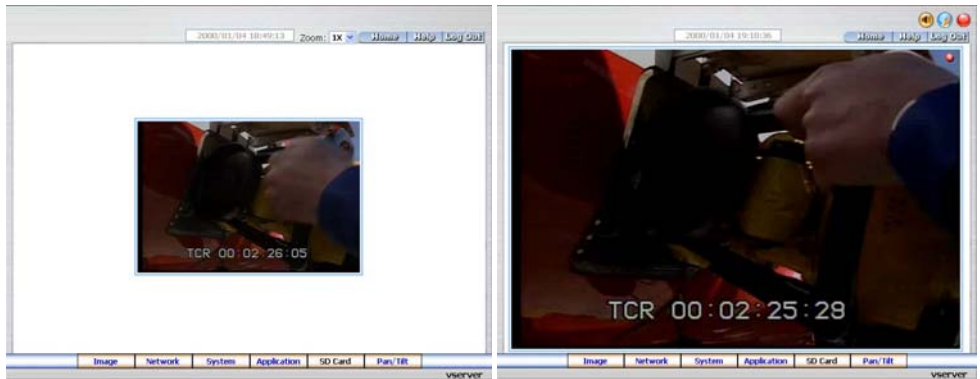 2000/01/04 18:49:13 Zoom: 1X Home Help Log Out
TCR 00:02:26:05
Image Network System Application SD Card Pan/Tilt
vserver
2000/01/04 19:10:36 Home Help Log Out
TCR 00:02:25:29
Image Network System Application SD Card Pan/Tilt
vserver